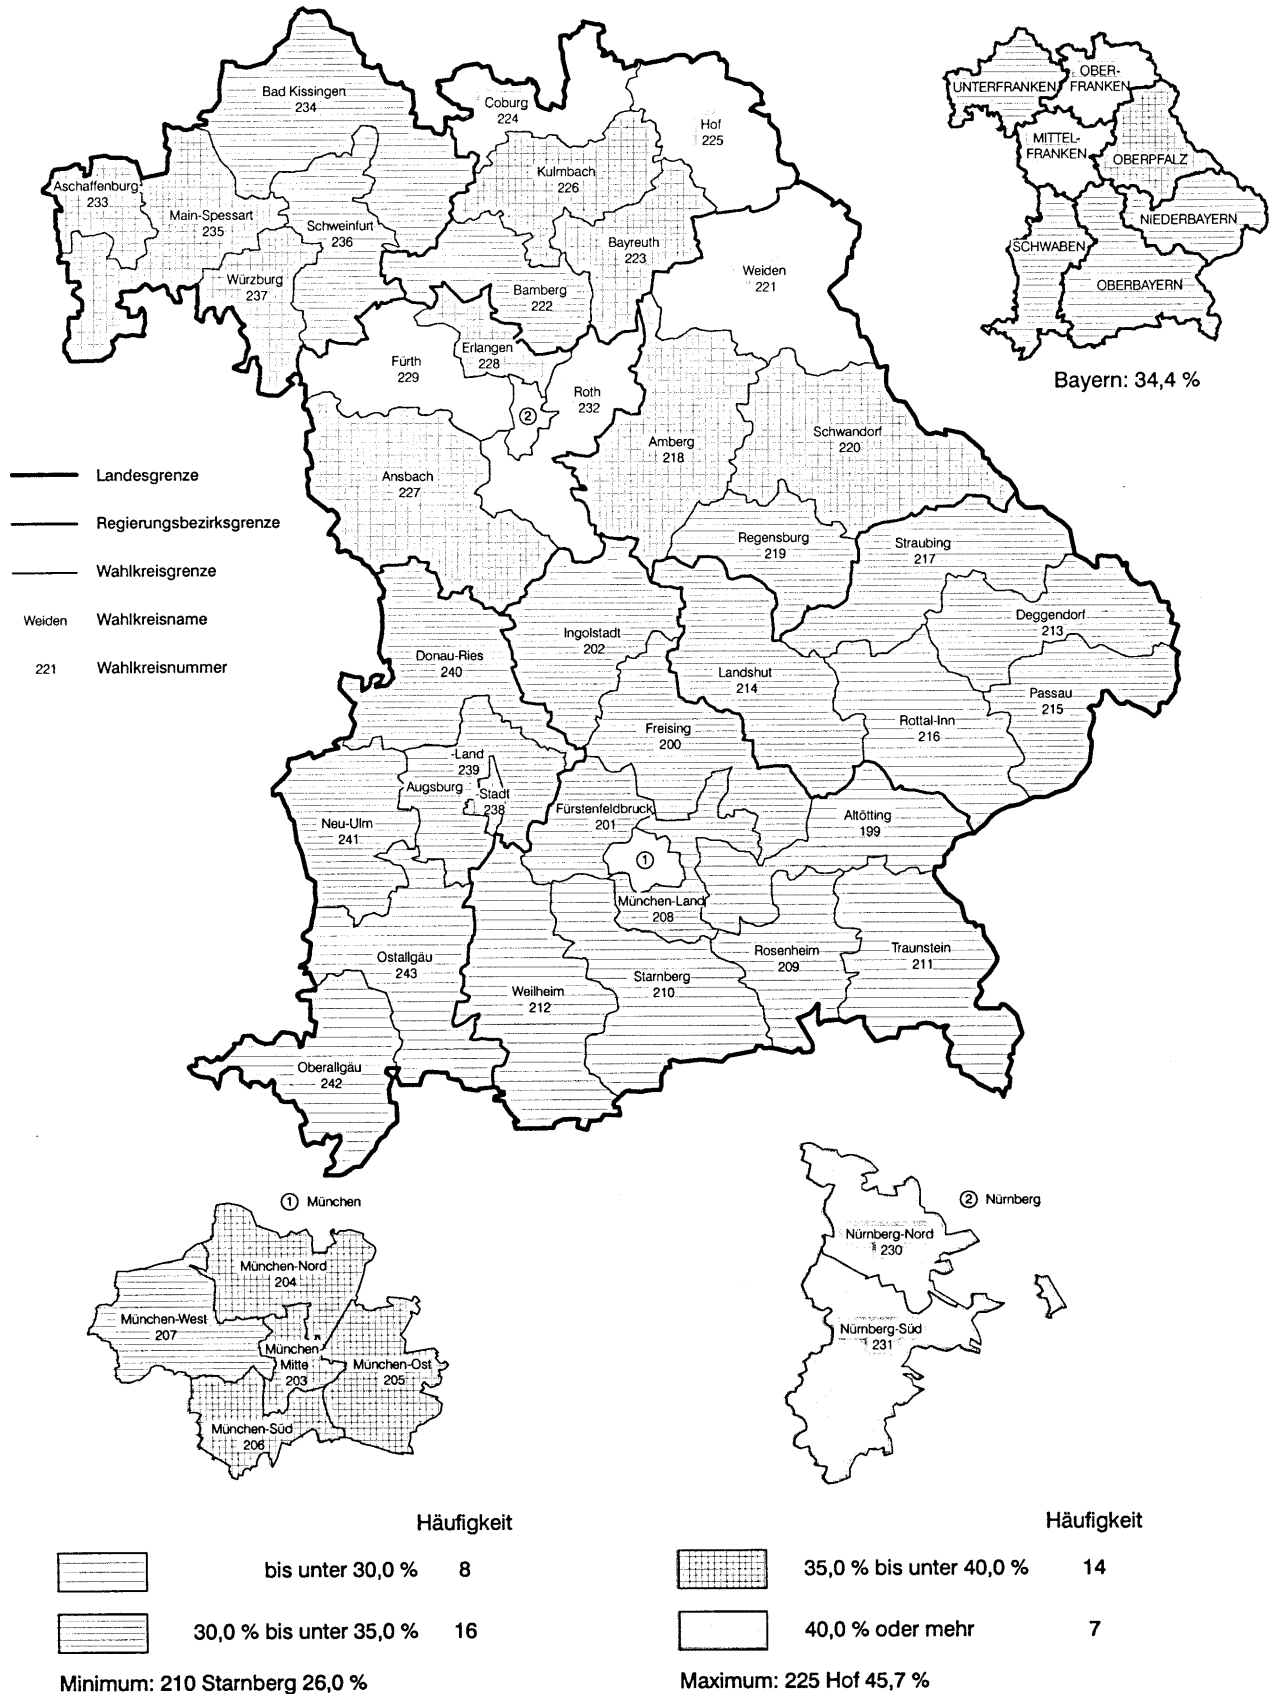 Bad Kissingen
234
Coburg
224
Hof
225
Kulmbach
226
Aschaffenburg
233
Main-Spessart
235
Schweinfurt
236
Bayreuth
223
Würzburg
237
Bamberg
222
Weiden
221
Erlangen
228
Fürth
229
Roth
232
②
Amberg
218
Schwandorf
220
Ansbach
227
Regensburg
219
Straubing
217
Deggendorf
213
Ingolstadt
202
Donau-Ries
240
Landshut
214
Passau
215
Rottal-Inn
216
Freising
200
-Land
239
Augsburg
Stadt
238
Fürstenfeldbruck
201
Altötting
199
Neu-Ulm
241
①
München-Land
208
Rosenheim
209
Traunstein
211
Ostallgäu
243
Starnberg
210
Weilheim
212
Oberallgäu
242
UNTERFRANKEN
OBER-
FRANKEN
MITTEL-
FRANKEN
OBERPFALZ
NIEDERBAYERN
SCHWABEN
OBERBAYERN
Bayern: 34,4 %
Landesgrenze
Regierungsbezirksgrenze
Wahlkreisgrenze
Weiden Wahlkreisname
221 Wahlkreisnummer
① München
München-Nord
204
München-West
207
München-
Mitte
203
München-Ost
205
München-Süd
206
② Nürnberg
Nürnberg-Nord
230
Nürnberg-Süd
231
Häufigkeit
bis unter 30,0 % 8
30,0 % bis unter 35,0 % 16
Minimum: 210 Starnberg 26,0 %
Häufigkeit
35,0 % bis unter 40,0 % 14
40,0 % oder mehr 7
Maximum: 225 Hof 45,7 %